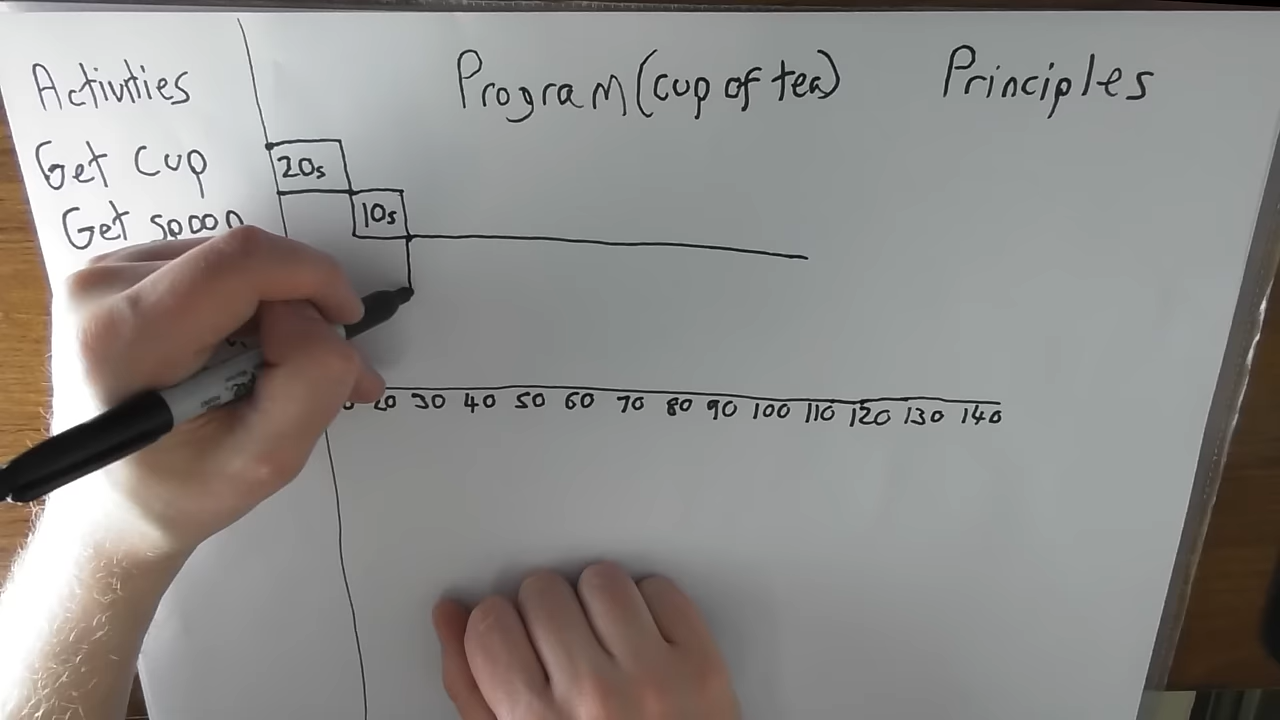 Activities
Program (cup of tea)
Principles
Get cup
20s
Get spoon
10s
20 30 40 50 60 70 80 90 100 110 120 130 140